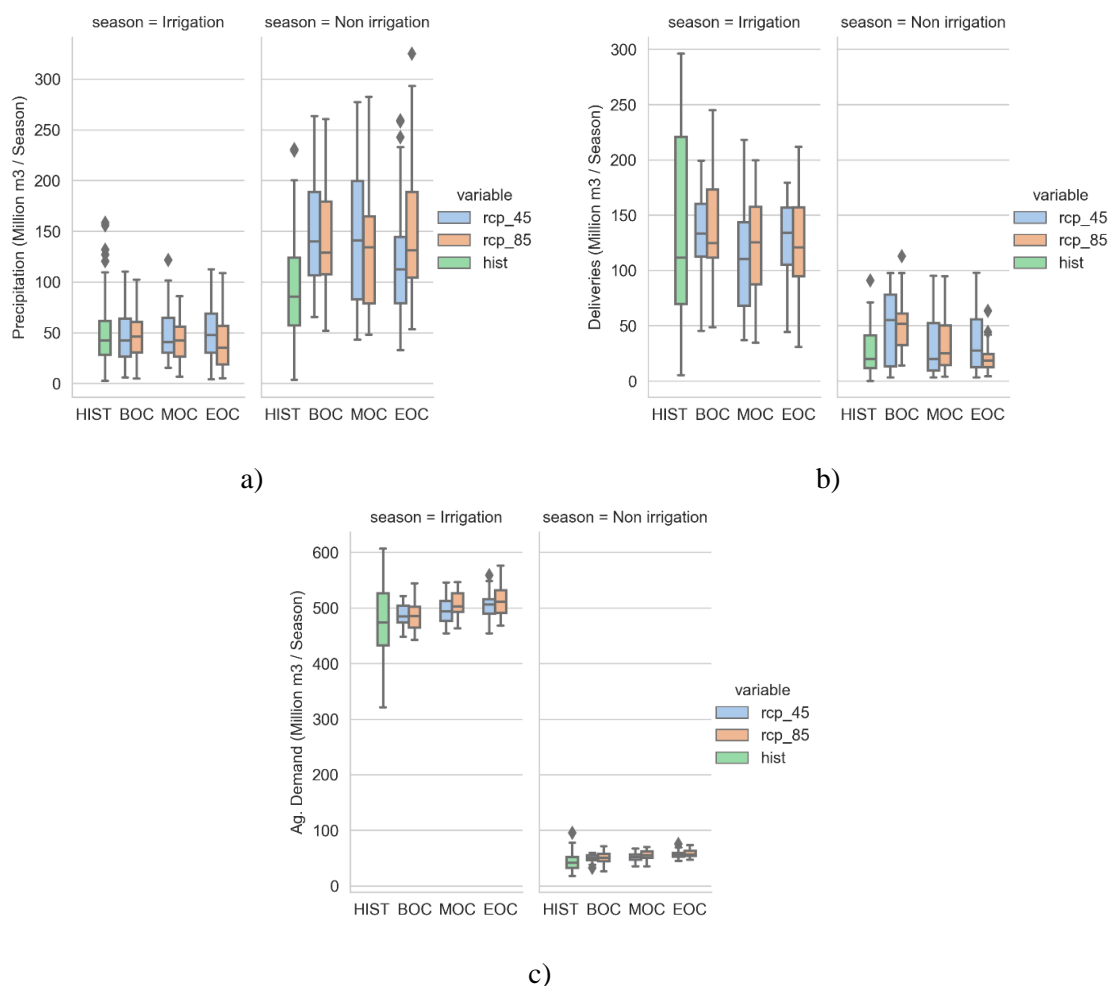 season = Irrigation
season = Non irrigation
Precipitation (Million m3 / Season)
300
250
200
150
100
50
0
HIST BOC MOC EOC
HIST BOC MOC EOC
variable
rcp_45
rcp_85
hist
a)
season = Irrigation
season = Non irrigation
Deliveries (Million m3 / Season)
300
250
200
150
100
50
0
HIST BOC MOC EOC
HIST BOC MOC EOC
variable
rcp_45
rcp_85
hist
b)
season = Irrigation
season = Non irrigation
Ag. Demand (Million m3 / Season)
600
500
400
300
200
100
0
HIST BOC MOC EOC
HIST BOC MOC EOC
variable
rcp_45
rcp_85
hist
c)